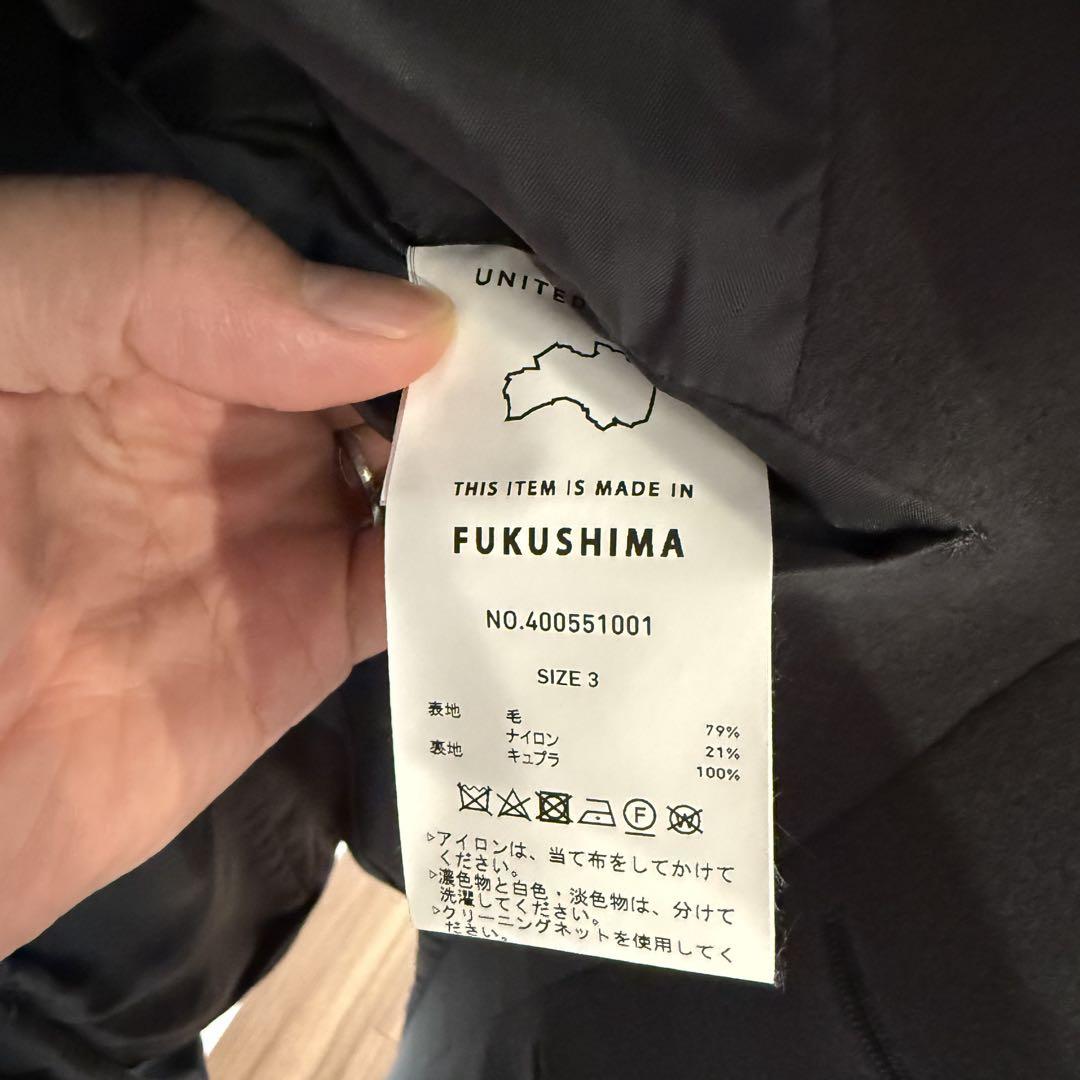 UNITED
THIS ITEM IS MADE IN
FUKUSHIMA
NO.400551001
SIZE 3
表地 毛 79%
ナイロン 21%
裏地 キュプラ 100%
F W
▷アイロンは、当て布をしてかけて
ください。
▷濃色物と白色・淡色物は、分けて
洗濯してください。
▷クリーニングネットを使用してく
ださい。